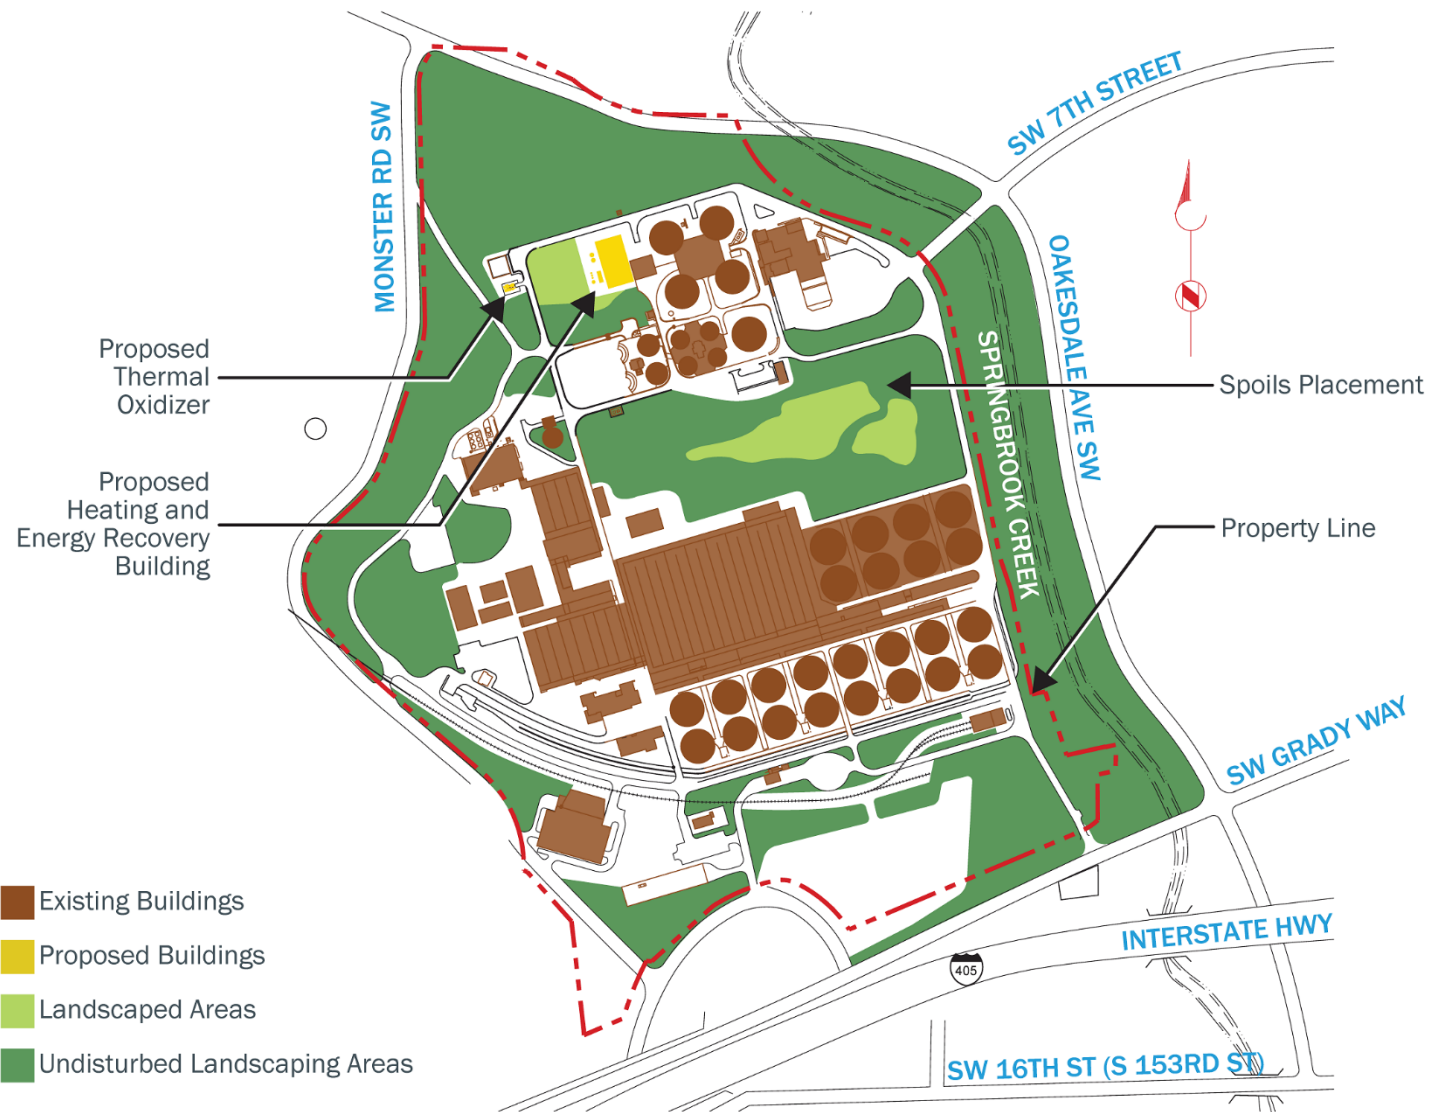 SW 7TH STREET
MONSTER RD SW
OAKESDALE AVE SW
SPRINGBROOK CREEK
Proposed
Thermal
Oxidizer
Spoils Placement
Proposed
Heating and
Energy Recovery
Building
Property Line
SW GRADY WAY
Existing Buildings
Proposed Buildings
Landscaped Areas
Undisturbed Landscaping Areas
INTERSTATE HWY
405
SW 16TH ST (S 153RD ST)